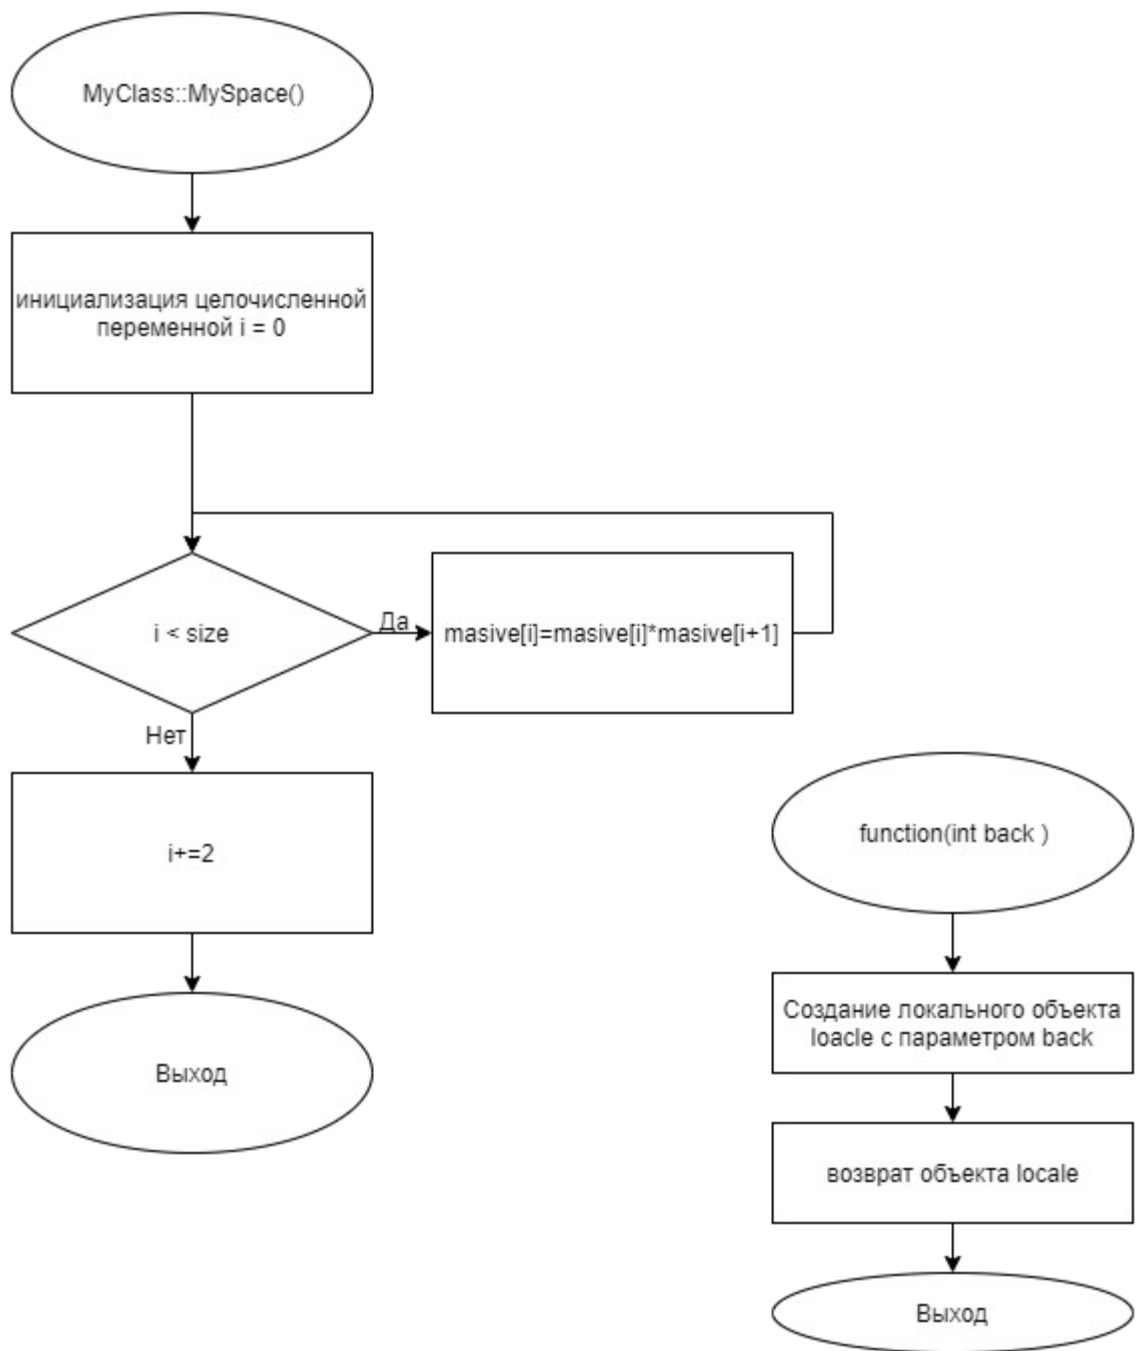 MyClass::MySpace()
инициализация целочисленной
переменной i = 0
i < size
Да
masive[i]=masive[i]*masive[i+1]
Нет
i+=2
Выход
function(int back )
Создание локального объекта
loacle с параметром back
возврат объекта locale
Выход